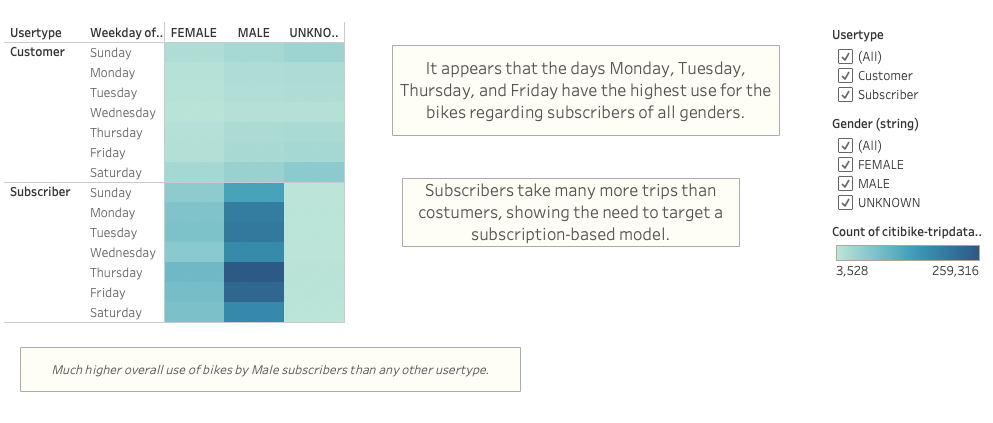 Usertype Weekday of.. FEMALE MALE UNKNO..
Customer Sunday
Monday
Tuesday
Wednesday
Thursday
Friday
Saturday
Subscriber Sunday
Monday
Tuesday
Wednesday
Thursday
Friday
Saturday
It appears that the days Monday, Tuesday,
Thursday, and Friday have the highest use for the
bikes regarding subscribers of all genders.
Subscribers take many more trips than
costumers, showing the need to target a
subscription-based model.
Much higher overall use of bikes by Male subscribers than any other usertype.
Usertype
(All)
Customer
Subscriber
Gender (string)
(All)
FEMALE
MALE
UNKNOWN
Count of citibike-tripdata..
3,528 259,316